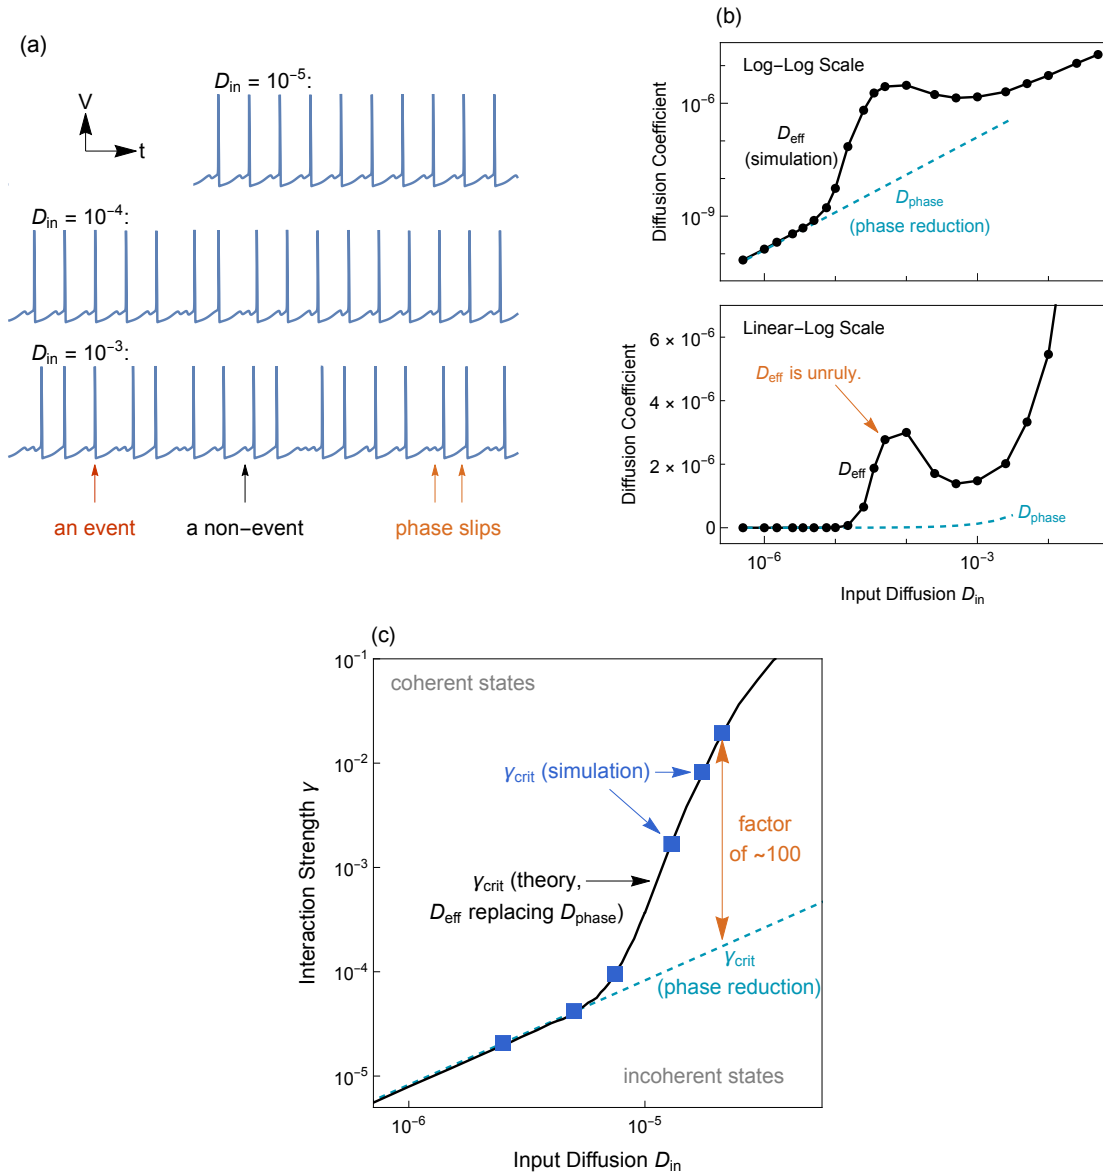 (a)
D_in = 10^-5:
V
t
D_in = 10^-4:
D_in = 10^-3:
an event
a non-event
phase slips
(b)
Log-Log Scale
10^-6
10^-9
Diffusion Coefficient
D_eff
(simulation)
D_phase
(phase reduction)
Linear-Log Scale
6 × 10^-6
4 × 10^-6
2 × 10^-6
0
Diffusion Coefficient
D_eff is unruly.
D_eff
D_phase
10^-6
10^-3
Input Diffusion D_in
(c)
10^-1
10^-2
10^-3
10^-4
10^-5
Interaction Strength γ
coherent states
γ_crit (simulation)
factor
of ~100
γ_crit (theory,
D_eff replacing D_phase)
γ_crit
(phase reduction)
incoherent states
10^-6
10^-5
Input Diffusion D_in